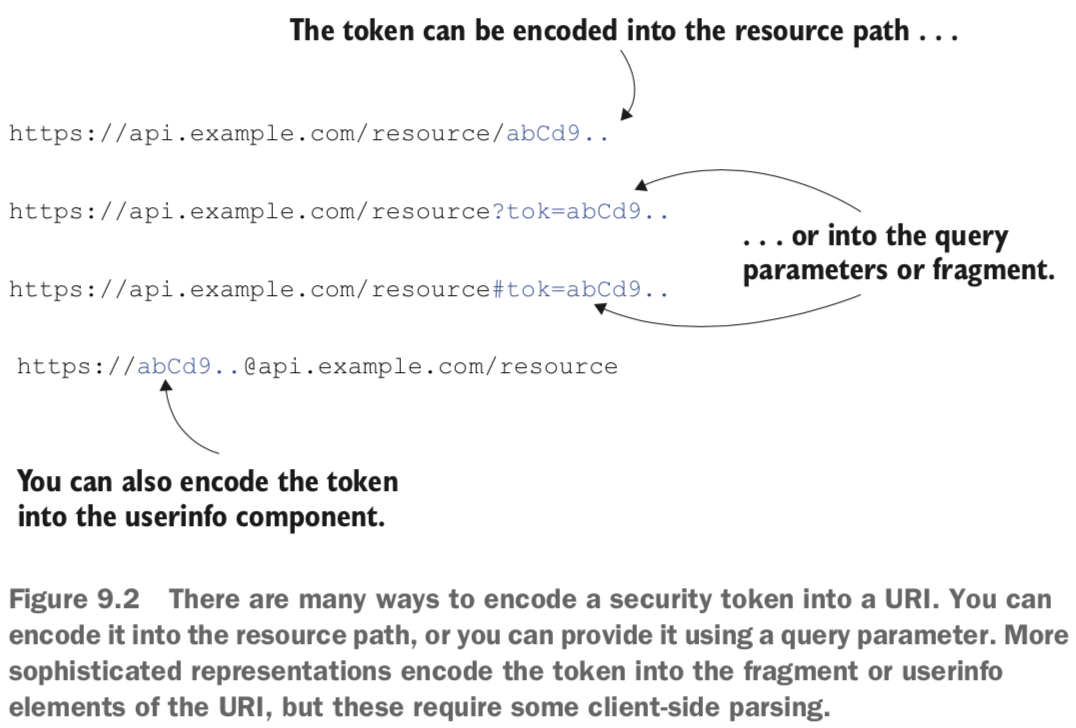 The token can be encoded into the resource path . . .
https://api.example.com/resource/abCd9..
https://api.example.com/resource?tok=abCd9..
. . . or into the query
parameters or fragment.
https://api.example.com/resource#tok=abCd9..
https://abCd9..@api.example.com/resource
You can also encode the token
into the userinfo component.
Figure 9.2 There are many ways to encode a security token into a URI. You can
encode it into the resource path, or you can provide it using a query parameter. More
sophisticated representations encode the token into the fragment or userinfo
elements of the URI, but these require some client-side parsing.